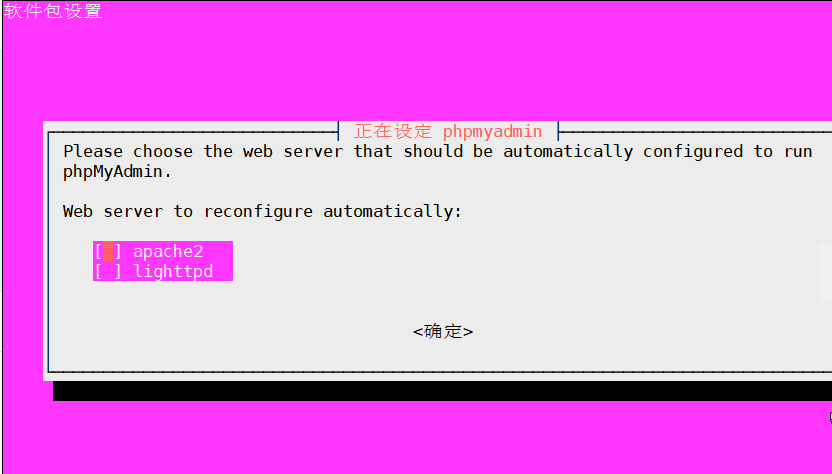 软件包设置
正在设定 phpmyadmin
Please choose the web server that should be automatically configured to run
phpMyAdmin.
Web server to reconfigure automatically:
[ ] apache2
[ ] lighttpd
<确定>